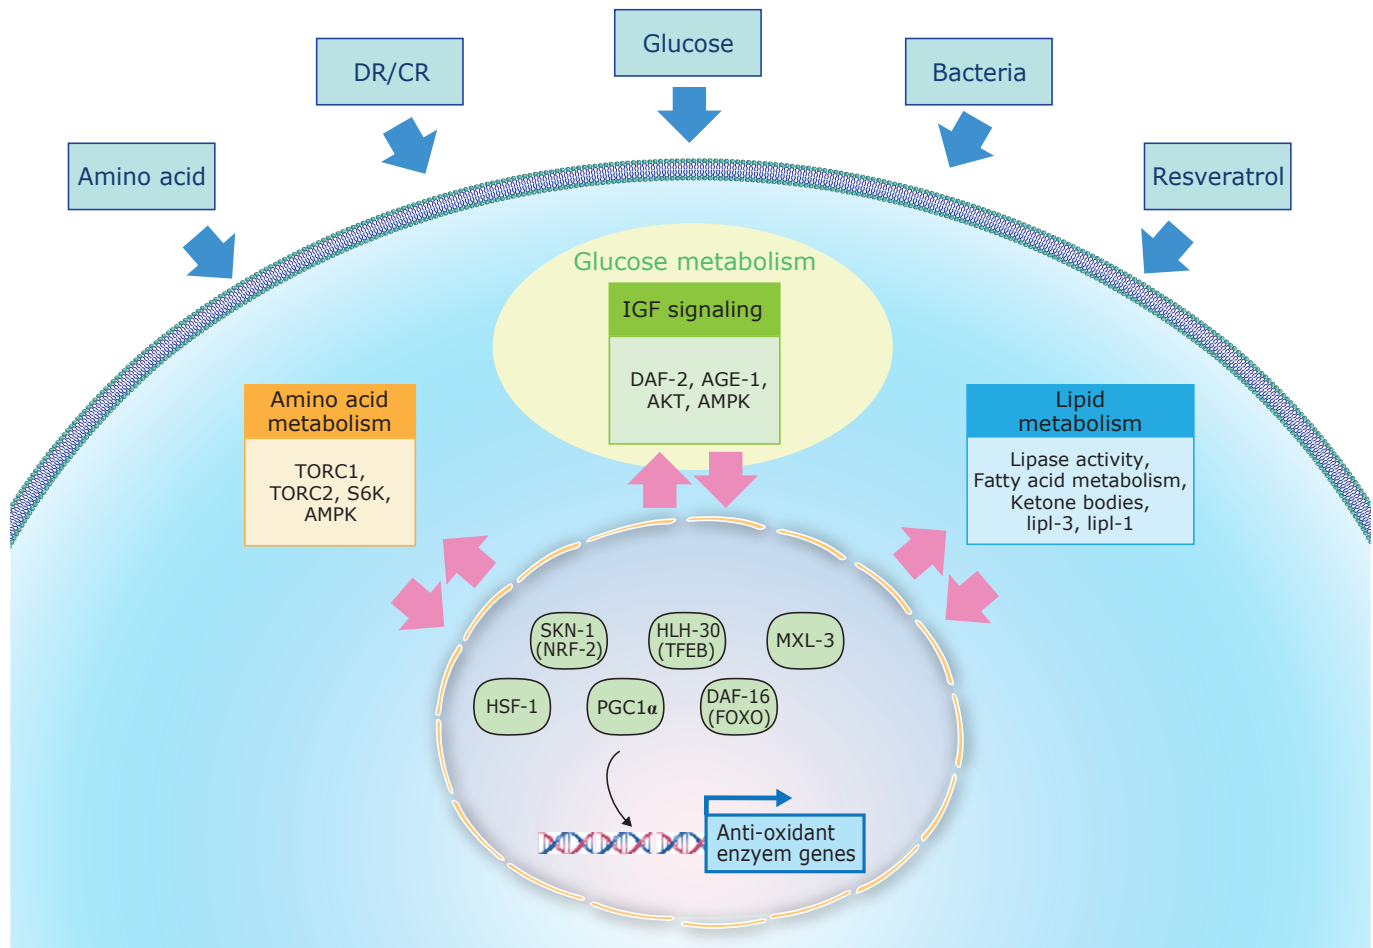 Glucose
DR/CR
Bacteria
Amino acid
Resveratrol
Glucose metabolism
IGF signaling
DAF-2, AGE-1,
AKT, AMPK
Amino acid
metabolism
TORC1,
TORC2, S6K,
AMPK
Lipid
metabolism
Lipase activity,
Fatty acid metabolism,
Ketone bodies,
lipl-3, lipl-1
SKN-1
(NRF-2)
HLH-30
(TFEB)
MXL-3
HSF-1
PGC1α
DAF-16
(FOXO)
Anti-oxidant
enzyem genes